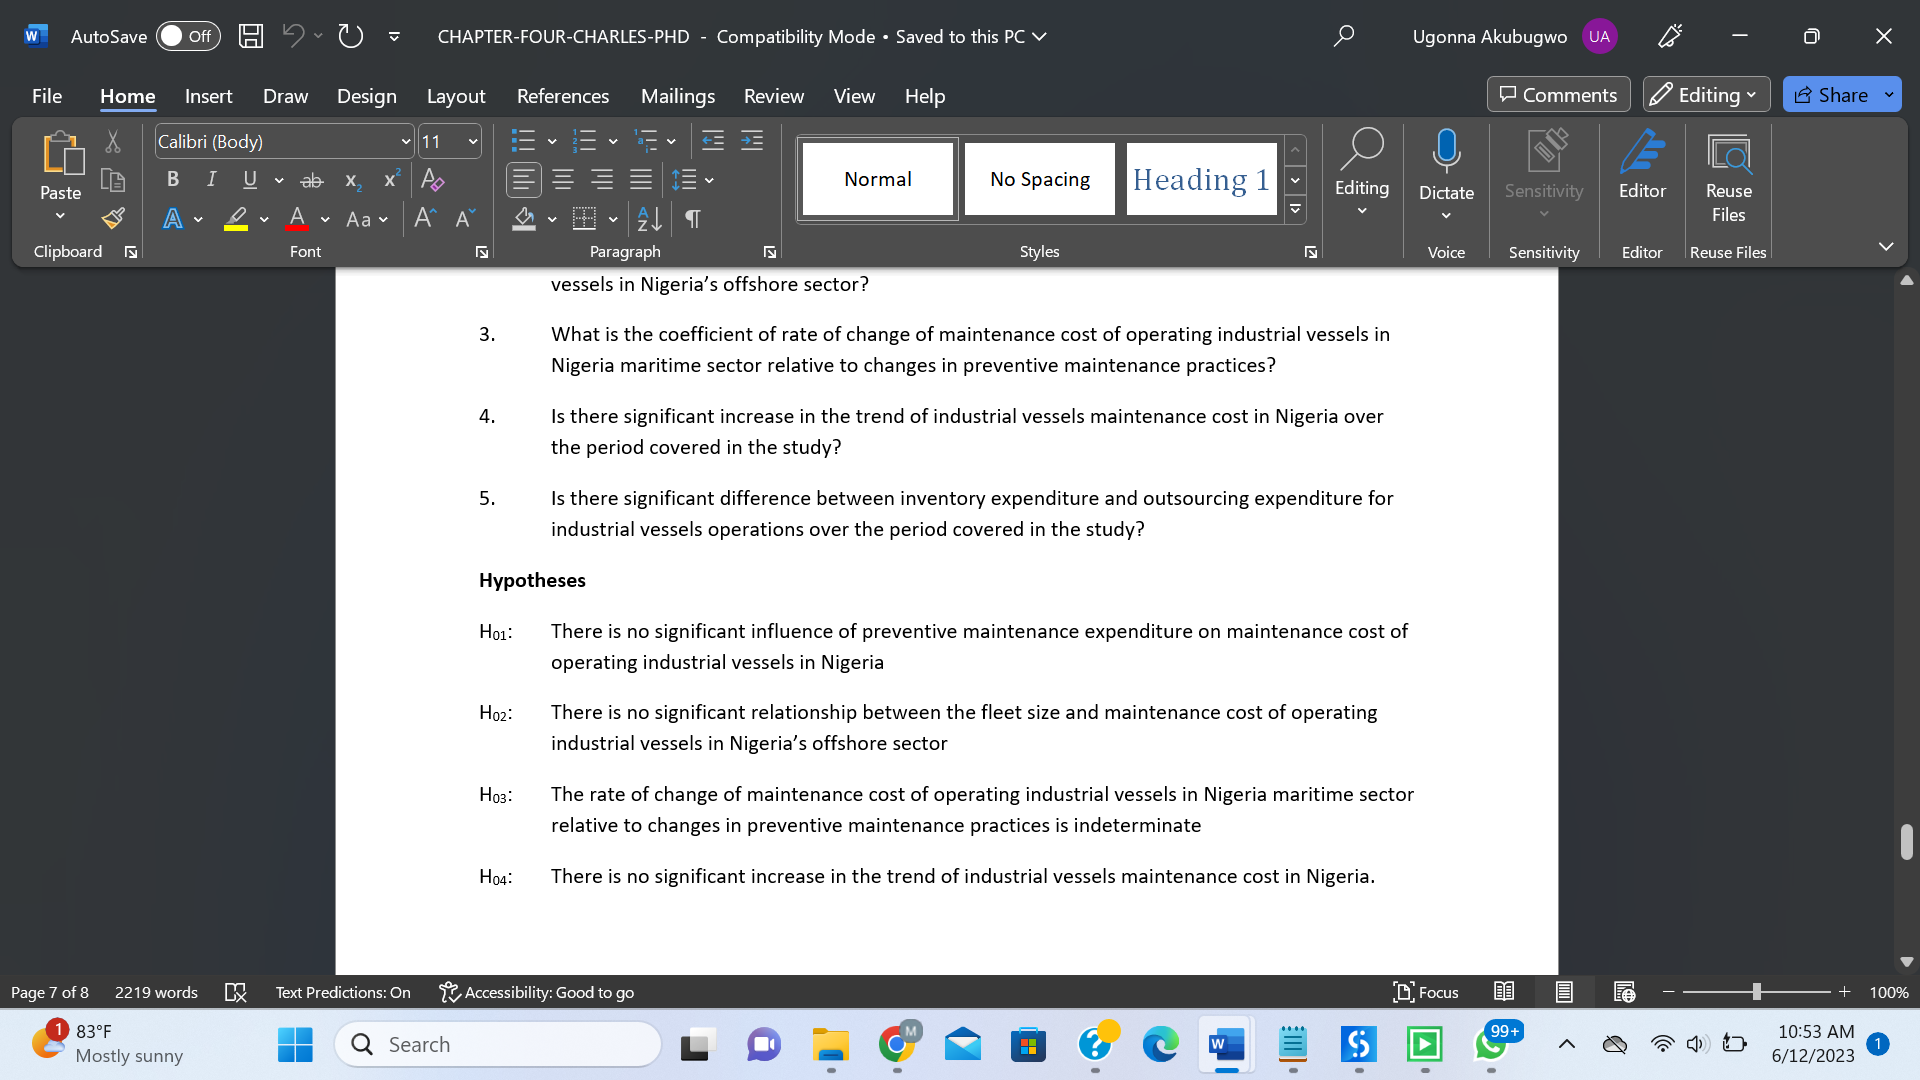 AutoSave Off CHAPTER-FOUR-CHARLES-PHD - Compatibility Mode • Saved to this PC Ugonna Akubugwo UA
File Home Insert Draw Design Layout References Mailings Review View Help Comments Editing Share
Calibri (Body) 11
Paste
Normal
No Spacing
Heading 1
Editing
Dictate
Sensitivity
Editor
Reuse Files
Clipboard Font Paragraph Styles Voice Sensitivity Editor Reuse Files
vessels in Nigeria’s offshore sector?
3. What is the coefficient of rate of change of maintenance cost of operating industrial vessels in
Nigeria maritime sector relative to changes in preventive maintenance practices?
4. Is there significant increase in the trend of industrial vessels maintenance cost in Nigeria over
the period covered in the study?
5. Is there significant difference between inventory expenditure and outsourcing expenditure for
industrial vessels operations over the period covered in the study?
Hypotheses
H01: There is no significant influence of preventive maintenance expenditure on maintenance cost of
operating industrial vessels in Nigeria
H02: There is no significant relationship between the fleet size and maintenance cost of operating
industrial vessels in Nigeria’s offshore sector
H03: The rate of change of maintenance cost of operating industrial vessels in Nigeria maritime sector
relative to changes in preventive maintenance practices is indeterminate
H04: There is no significant increase in the trend of industrial vessels maintenance cost in Nigeria.
Page 7 of 8 2219 words Text Predictions: On Accessibility: Good to go Focus 100%
1 83°F
Mostly sunny
Search
M
99+
10:53 AM
6/12/2023
1